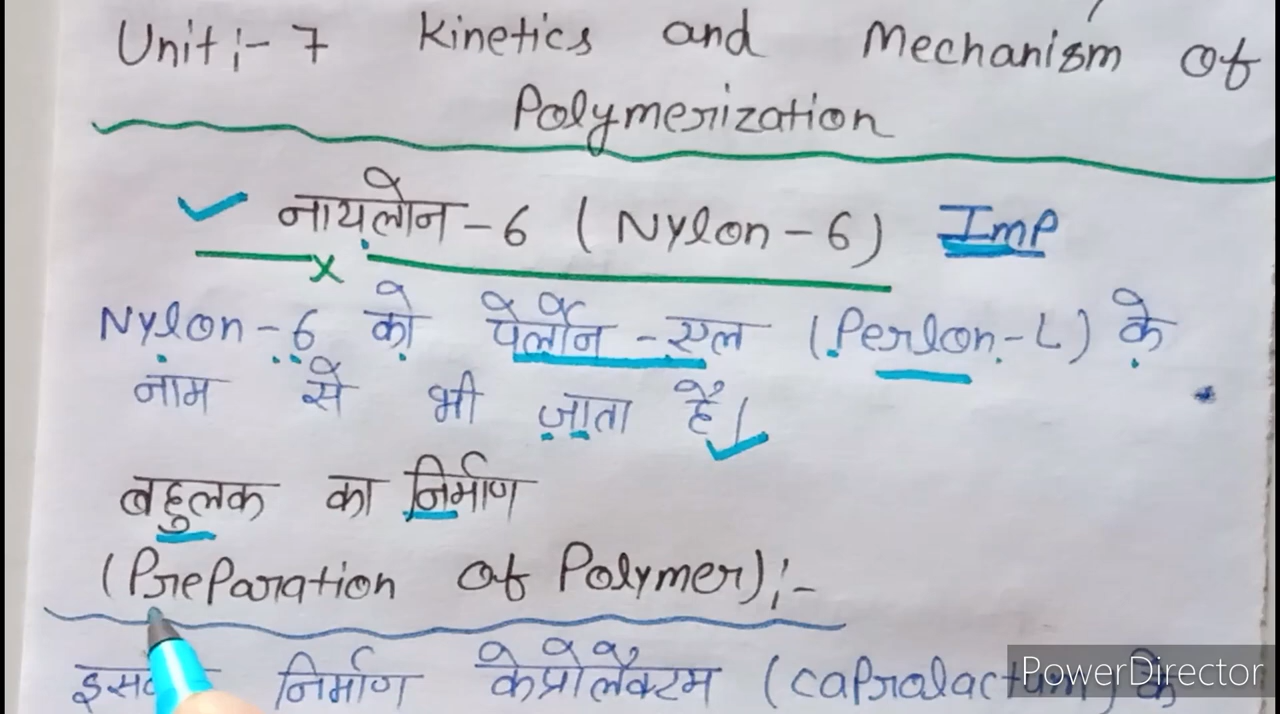 Unit:- 7 Kinetics and Mechanism of
Polymerization
नायलोन - 6 ( Nylon - 6 ) Imp
Nylon - 6 को पेर्लोन - एल ( Perlon - L ) के
नाम से भी जाता है।
बहुलक का निर्माण
( Preparation of Polymer ) :-
निर्माण केप्रोलेक्टम
PowerDirector